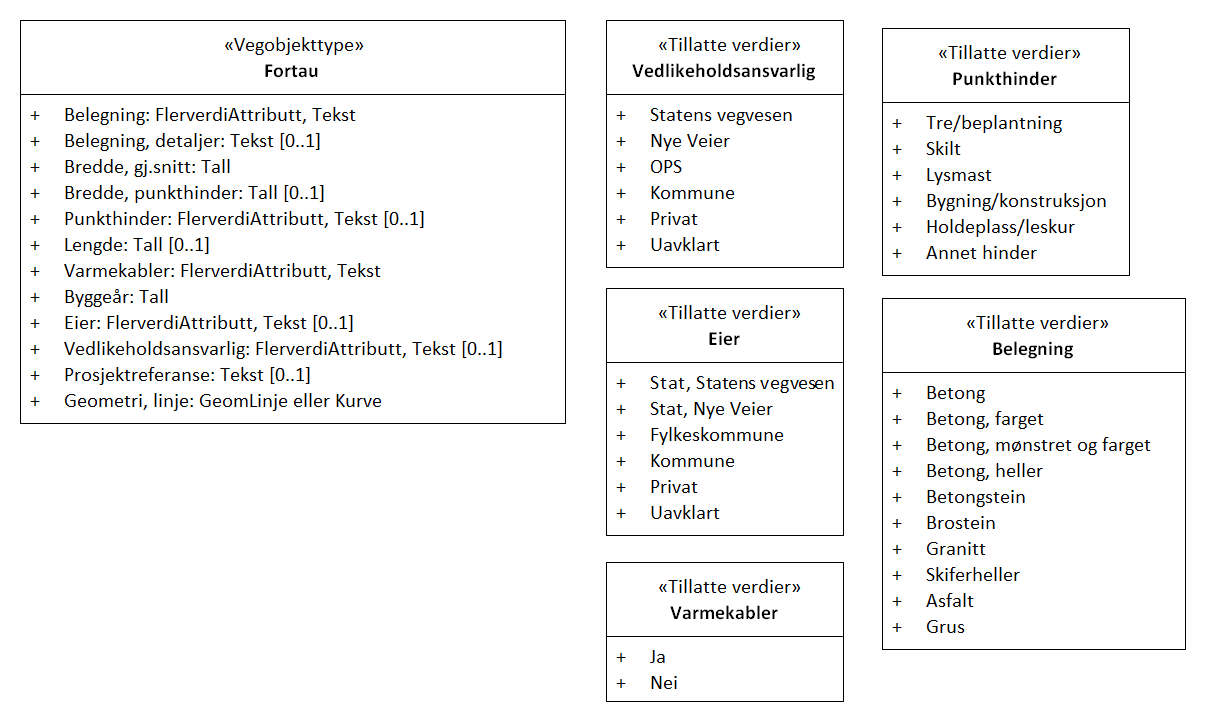 «Vegobjekttype»
Fortau
+ Belegning: FlerverdiAttributt, Tekst
+ Belegning, detaljer: Tekst [0..1]
+ Bredde, gj.snitt: Tall
+ Bredde, punkthinder: Tall [0..1]
+ Punkthinder: FlerverdiAttributt, Tekst [0..1]
+ Lengde: Tall [0..1]
+ Varmekabler: FlerverdiAttributt, Tekst
+ Byggeår: Tall
+ Eier: FlerverdiAttributt, Tekst [0..1]
+ Vedlikeholdsansvarlig: FlerverdiAttributt, Tekst [0..1]
+ Prosjektreferanse: Tekst [0..1]
+ Geometri, linje: GeomLinje eller Kurve
«Tillatte verdier»
Vedlikeholdsansvarlig
+ Statens vegvesen
+ Nye Veier
+ OPS
+ Kommune
+ Privat
+ Uavklart
«Tillatte verdier»
Eier
+ Stat, Statens vegvesen
+ Stat, Nye Veier
+ Fylkeskommune
+ Kommune
+ Privat
+ Uavklart
«Tillatte verdier»
Varmekabler
+ Ja
+ Nei
«Tillatte verdier»
Punkthinder
+ Tre/beplantning
+ Skilt
+ Lysmast
+ Bygning/konstruksjon
+ Holdeplass/leskur
+ Annet hinder
«Tillatte verdier»
Belegning
+ Betong
+ Betong, farget
+ Betong, mønstret og farget
+ Betong, heller
+ Betongstein
+ Brostein
+ Granitt
+ Skiferheller
+ Asfalt
+ Grus